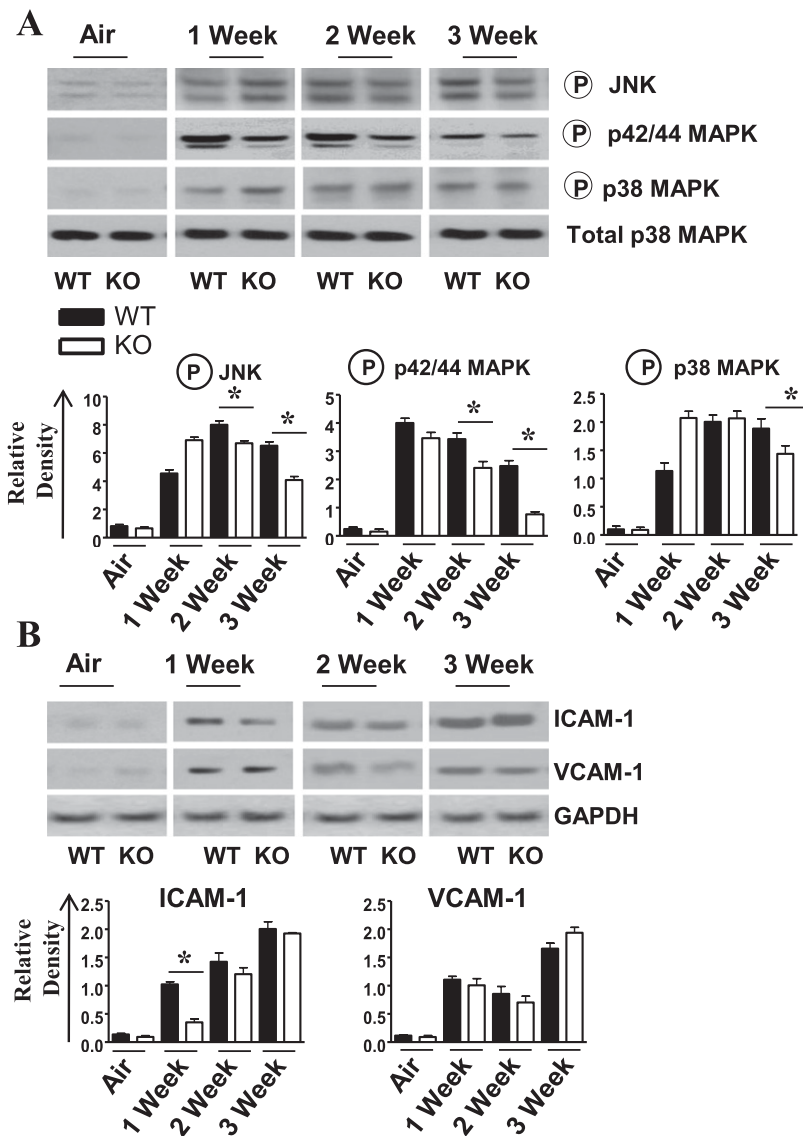 A
Air 1 Week 2 Week 3 Week
P JNK
P p42/44 MAPK
P p38 MAPK
Total p38 MAPK
WT KO WT KO WT KO WT KO
WT
KO
P JNK
P p42/44 MAPK
P p38 MAPK
Relative Density
10
8
6
4
2
0
* *
Air 1 Week 2 Week 3 Week
5
4
3
2
1
0
* *
Air 1 Week 2 Week 3 Week
2.5
2.0
1.5
1.0
0.5
0.0
*
Air 1 Week 2 Week 3 Week
B
Air 1 Week 2 Week 3 Week
ICAM-1
VCAM-1
GAPDH
WT KO WT KO WT KO WT KO
ICAM-1
VCAM-1
Relative Density
2.5
2.0
1.5
1.0
0.5
0.0
*
Air 1 Week 2 Week 3 Week
2.5
2.0
1.5
1.0
0.5
0.0
Air 1 Week 2 Week 3 Week